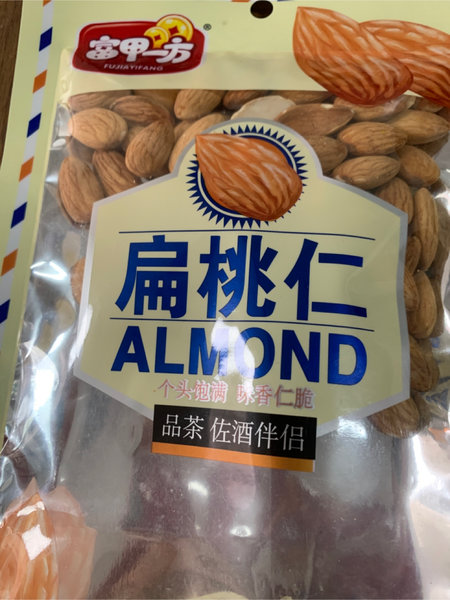 富甲一方®
FUJIAYIFANG
扁桃仁
ALMOND
个头饱满 酥香仁脆
品茶 佐酒伴侣